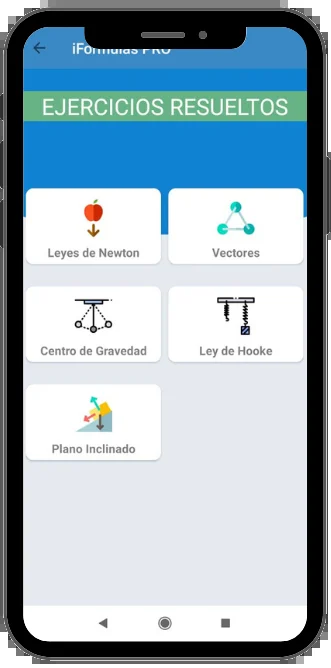 iFormulas PRO
EJERCICIOS RESUELTOS
Leyes de Newton
Vectores
Centro de Gravedad
Ley de Hooke
Plano Inclinado